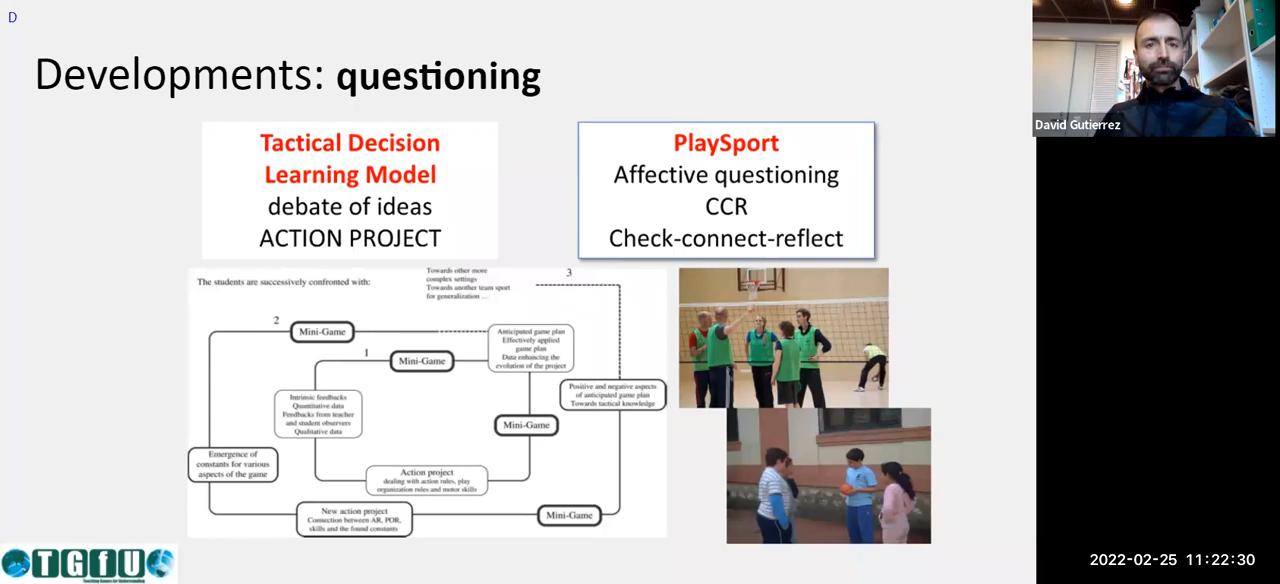 D
Developments: questioning
Tactical Decision
Learning Model
debate of ideas
ACTION PROJECT
PlaySport
Affective questioning
CCR
Check-connect-reflect
The students are successively confronted with:
Towards other more
complex settings
Towards another team sport
for generalization ...
3
2
Mini-Game
1
Mini-Game
Anticipated game plan
Effectively applied
game plan
Data enhancing the
evolution of the project
Intrinsic feedbacks
Quantitative data
Feedbacks from teacher
and student observers
Qualitative data
Positive and negative aspects
of anticipated game plan
Towards tactical knowledge
Mini-Game
Emergence of
constants for various
aspects of the game
Action project
dealing with action rules, play
organization rules and motor skills
New action project
Connection between AR, POR,
skills and the found constants
Mini-Game
TGfU
Teaching Games for Understanding
David Gutierrez
2022-02-25 11:22:30